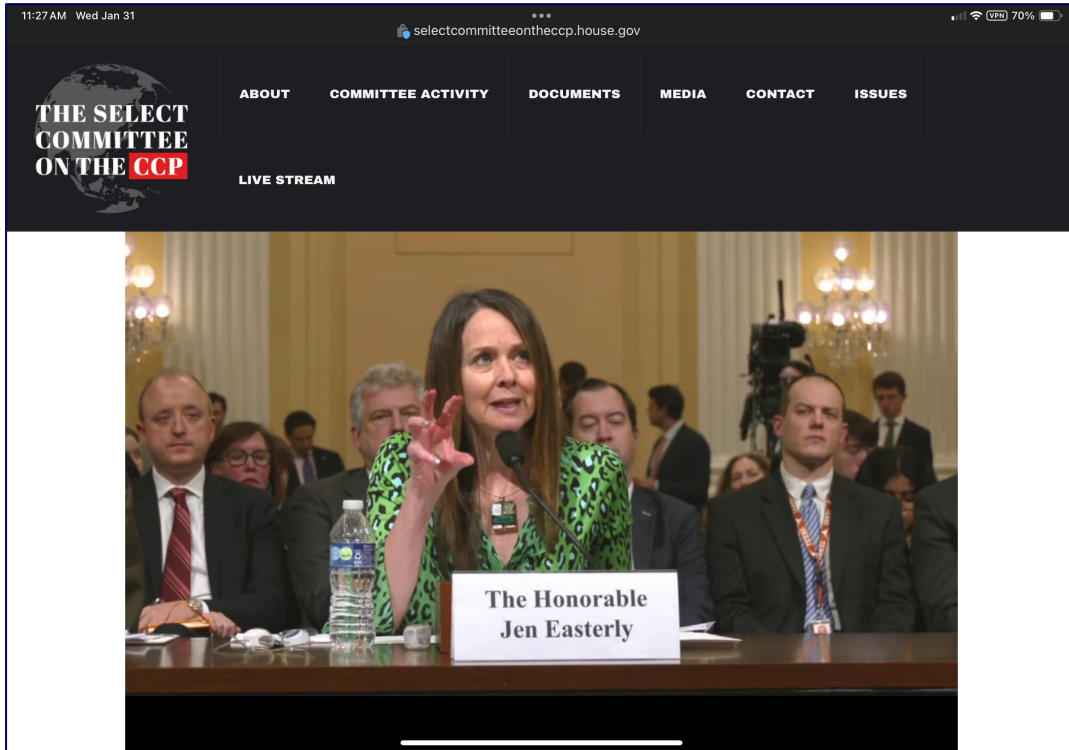 11:27 AM Wed Jan 31
selectcommitteeontheccp.house.gov
VPN 70%
THE SELECT
COMMITTEE
ON THE CCP
ABOUT
COMMITTEE ACTIVITY
DOCUMENTS
MEDIA
CONTACT
ISSUES
LIVE STREAM
The Honorable
Jen Easterly